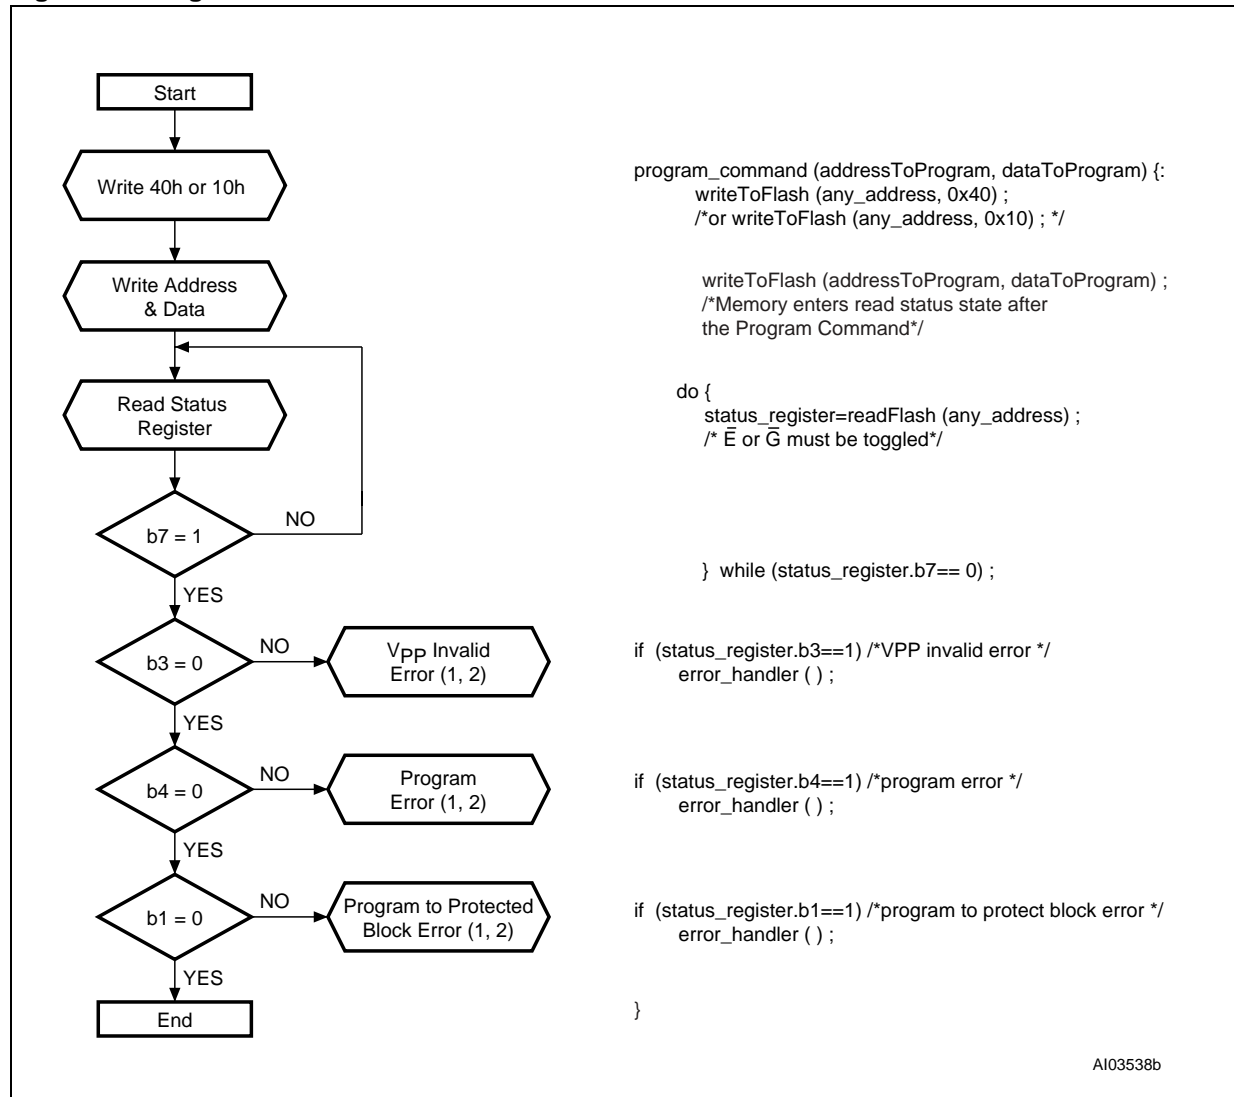 Start
Write 40h or 10h
Write Address
& Data
Read Status
Register
b7 = 1
NO
YES
b3 = 0
NO
VPP Invalid
Error (1, 2)
YES
b4 = 0
NO
Program
Error (1, 2)
YES
b1 = 0
NO
Program to Protected
Block Error (1, 2)
YES
End
program_command (addressToProgram, dataToProgram) {:
writeToFlash (any_address, 0x40) ;
/*or writeToFlash (any_address, 0x10) ; */
writeToFlash (addressToProgram, dataToProgram) ;
/*Memory enters read status state after
the Program Command*/
do {
status_register=readFlash (any_address) ;
/* E̅ or G̅ must be toggled*/
} while (status_register.b7== 0) ;
if (status_register.b3==1) /*VPP invalid error */
error_handler ( ) ;
if (status_register.b4==1) /*program error */
error_handler ( ) ;
if (status_register.b1==1) /*program to protect block error */
error_handler ( ) ;
}
AI03538b